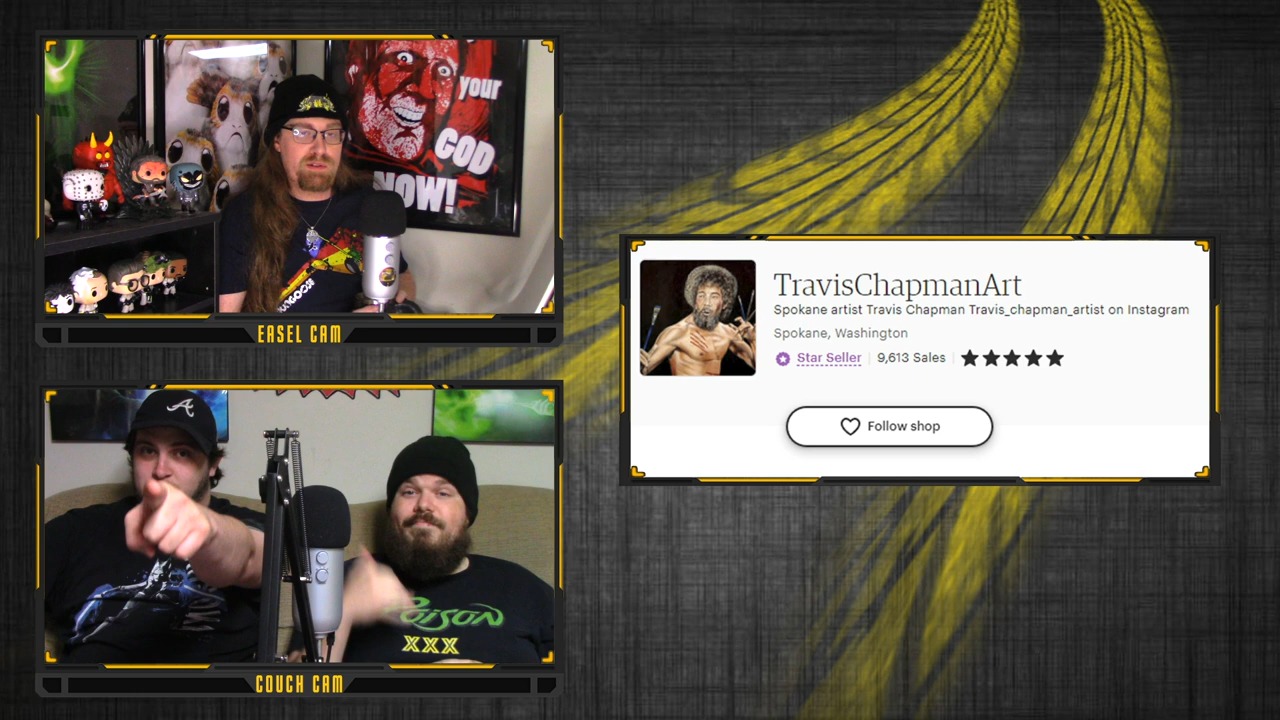 your
GOD
NOW!
EASEL CAM
TravisChapmanArt
Spokane artist Travis Chapman Travis_chapman_artist on Instagram
Spokane, Washington
Star Seller
9,613 Sales
Follow shop
A
POISON
XXX
COUCH CAM